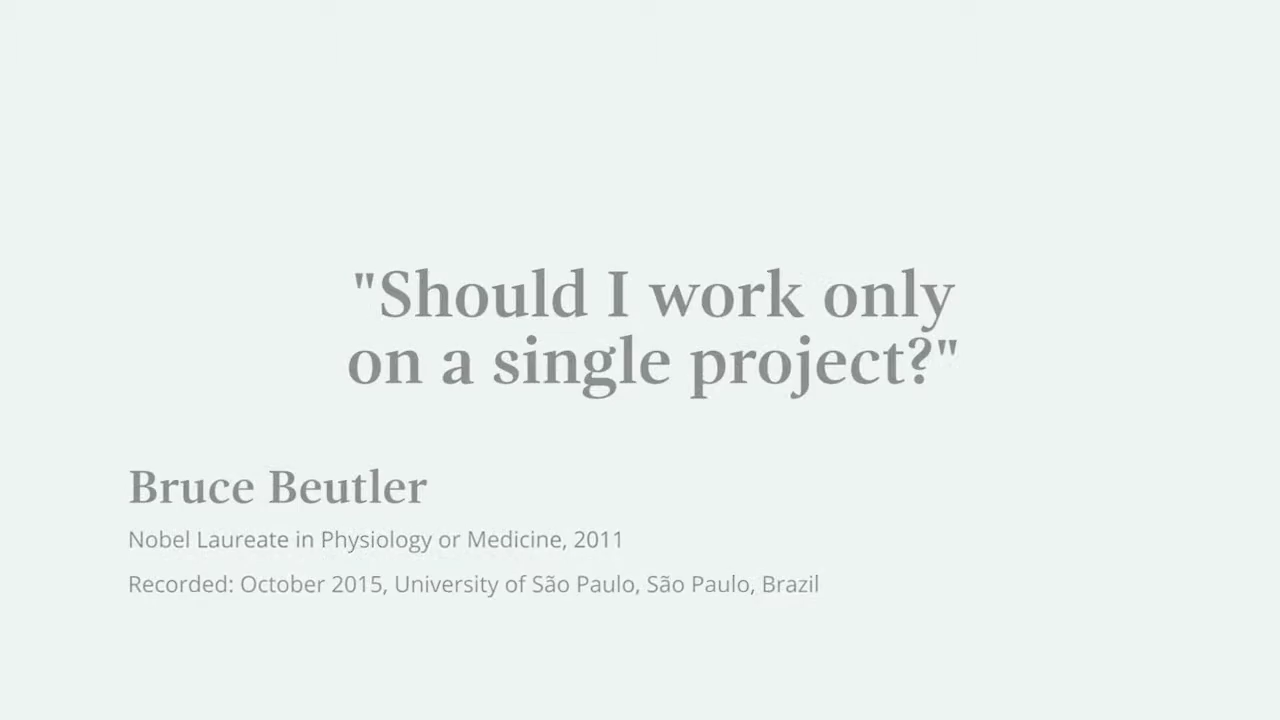 "Should I work only
on a single project?"
Bruce Beutler
Nobel Laureate in Physiology or Medicine, 2011
Recorded: October 2015, University of São Paulo, São Paulo, Brazil